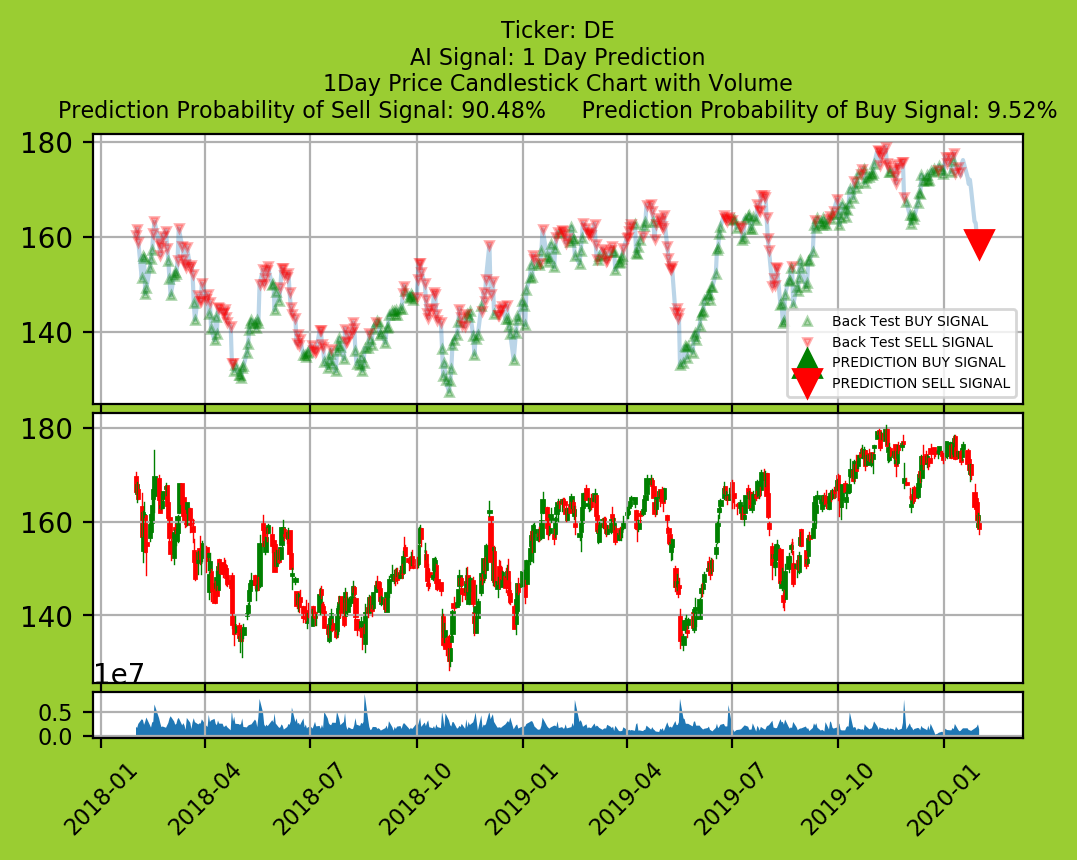 Ticker: DE
AI Signal: 1 Day Prediction
1Day Price Candlestick Chart with Volume
Prediction Probability of Sell Signal: 90.48%     Prediction Probability of Buy Signal: 9.52%
180
160
140
Back Test BUY SIGNAL
Back Test SELL SIGNAL
PREDICTION BUY SIGNAL
PREDICTION SELL SIGNAL
180
160
140
1e7
0.5
0.0
2018-01 2018-04 2018-07 2018-10 2019-01 2019-04 2019-07 2019-10 2020-01